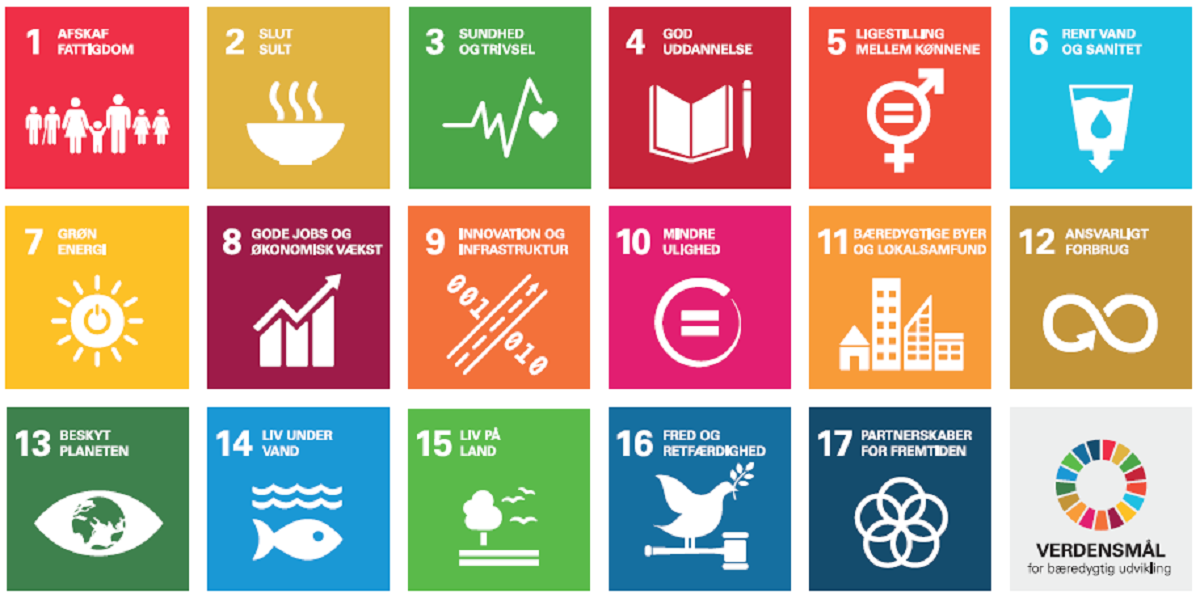 1 AFSKAF
FATTIGDOM
2 SLUT
SULT
3 SUNDHED
OG TRIVSEL
4 GOD
UDDANNELSE
5 LIGESTILLING
MELLEM KØNNENE
6 RENT VAND
OG SANITET
7 GRØN
ENERGI
8 GODE JOBS OG
ØKONOMISK VÆKST
9 INNOVATION OG
INFRASTRUKTUR
001
010
10 MINDRE
ULIGHED
11 BÆREDYGTIGE BYER
OG LOKALSAMFUND
12 ANSVARLIGT
FORBRUG
13 BESKYT
PLANETEN
14 LIV UNDER
VAND
15 LIV PÅ
LAND
16 FRED OG
RETFÆRDIGHED
17 PARTNERSKABER
FOR FREMTIDEN
VERDENSMÅL
for bæredygtig udvikling